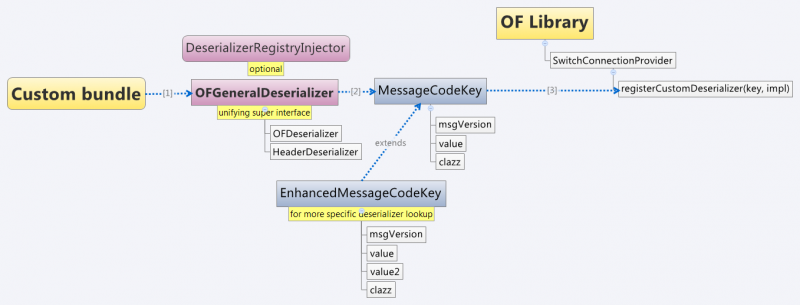 OF Library
DeserializerRegistryInjector
optional
SwitchConnectionProvider
Custom bundle
[1]
OFGeneralDeserializer
[2]
MessageCodeKey
[3]
registerCustomDeserializer(key, impl)
unifying super interface
OFDeserializer
HeaderDeserializer
msgVersion
value
clazz
extends
EnhancedMessageCodeKey
for more specific deserializer lookup
msgVersion
value
value2
clazz